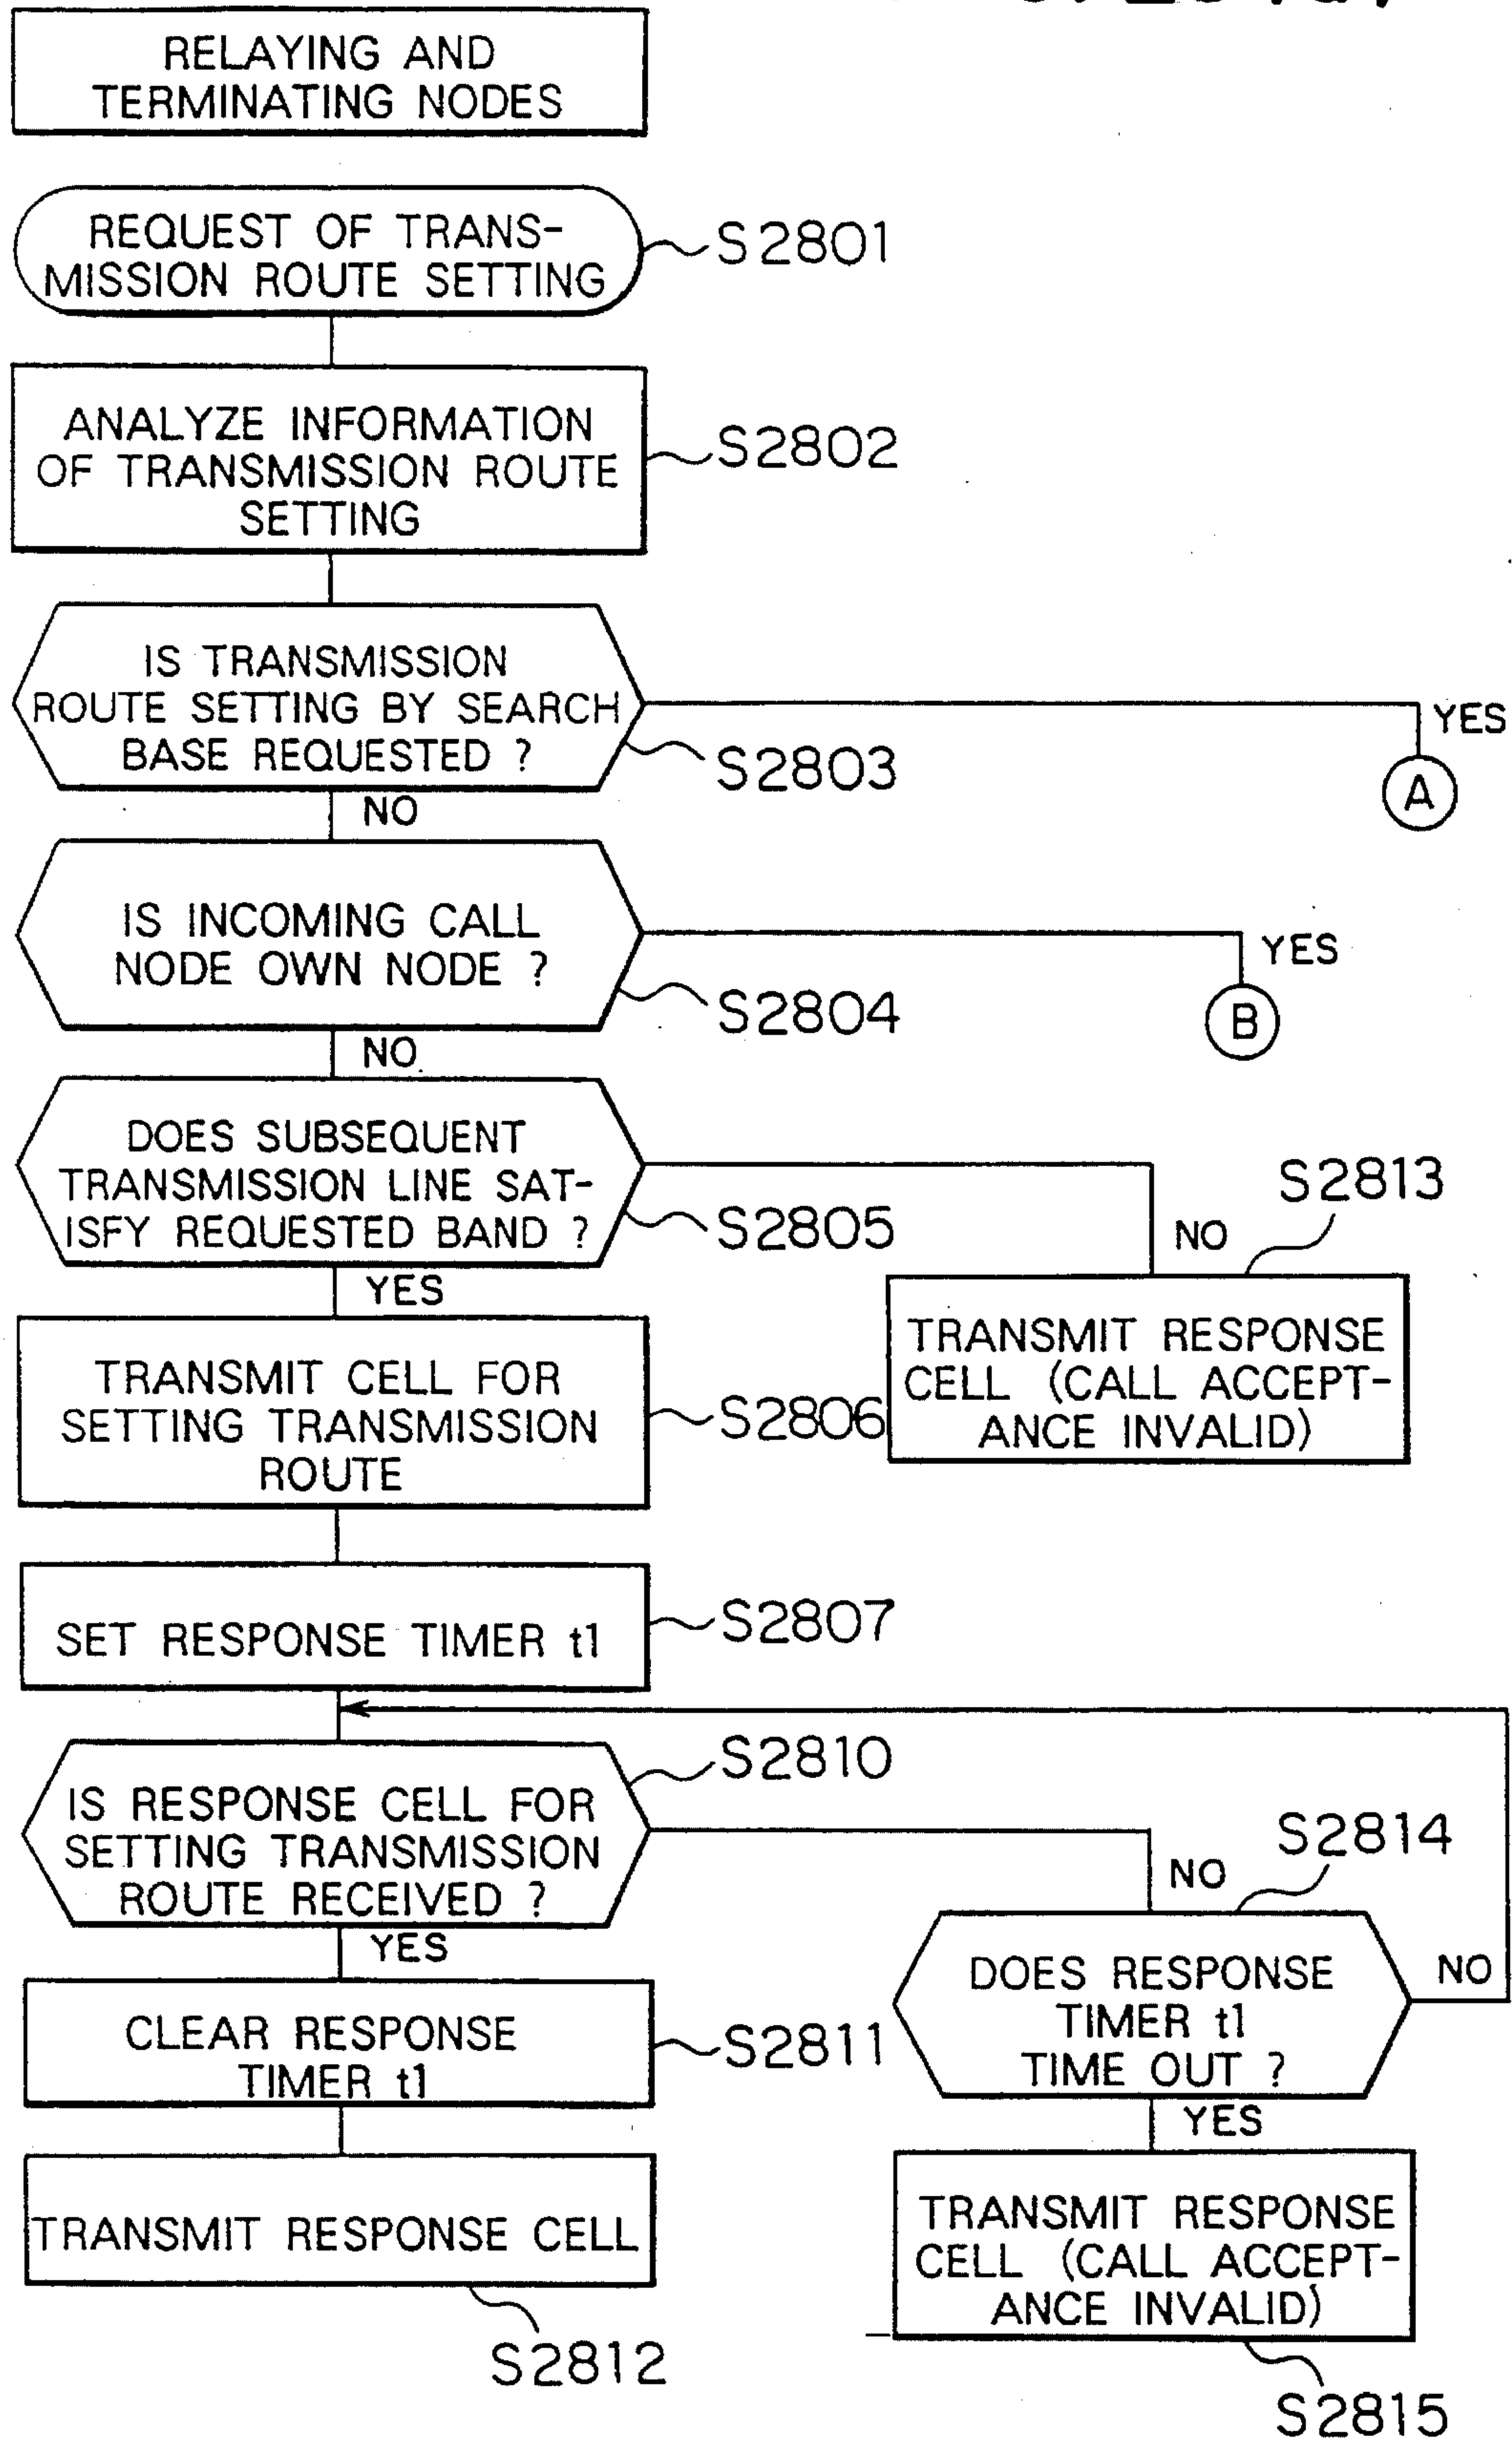 RELAYING AND
TERMINATING NODES
REQUEST OF TRANS-
MISSION ROUTE SETTING
S2801
ANALYZE INFORMATION
OF TRANSMISSION ROUTE
SETTING
S2802
IS TRANSMISSION
ROUTE SETTING BY SEARCH
BASE REQUESTED ?
S2803
YES
A
NO
IS INCOMING CALL
NODE OWN NODE ?
S2804
YES
B
NO
DOES SUBSEQUENT
TRANSMISSION LINE SAT-
ISFY REQUESTED BAND ?
S2805
NO
S2813
YES
TRANSMIT RESPONSE
CELL (CALL ACCEPT-
ANCE INVALID)
TRANSMIT CELL FOR
SETTING TRANSMISSION
ROUTE
S2806
SET RESPONSE TIMER t1
S2807
IS RESPONSE CELL FOR
SETTING TRANSMISSION
ROUTE RECEIVED ?
S2810
NO
S2814
YES
DOES RESPONSE
TIMER t1
TIME OUT ?
NO
YES
CLEAR RESPONSE
TIMER t1
S2811
TRANSMIT RESPONSE CELL
S2812
TRANSMIT RESPONSE
CELL (CALL ACCEPT-
ANCE INVALID)
S2815